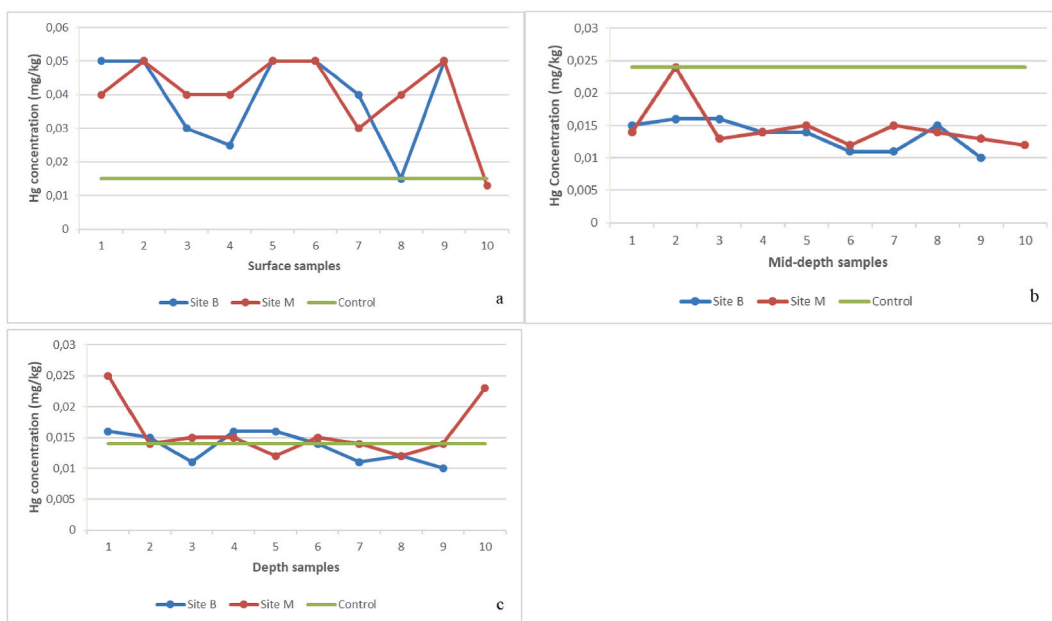 0,06
0,05
0,04
0,03
0,02
0,01
0
Hg concentration (mg/kg)
1 2 3 4 5 6 7 8 9 10
Surface samples
Site B Site M Control
a
0,03
0,025
0,02
0,015
0,01
0,005
0
Hg Concentration (mg/kg)
1 2 3 4 5 6 7 8 9 10
Mid-depth samples
Site B Site M Control
b
0,03
0,025
0,02
0,015
0,01
0,005
0
Hg concentration (mg/kg)
1 2 3 4 5 6 7 8 9 10
Depth samples
Site B Site M Control
c